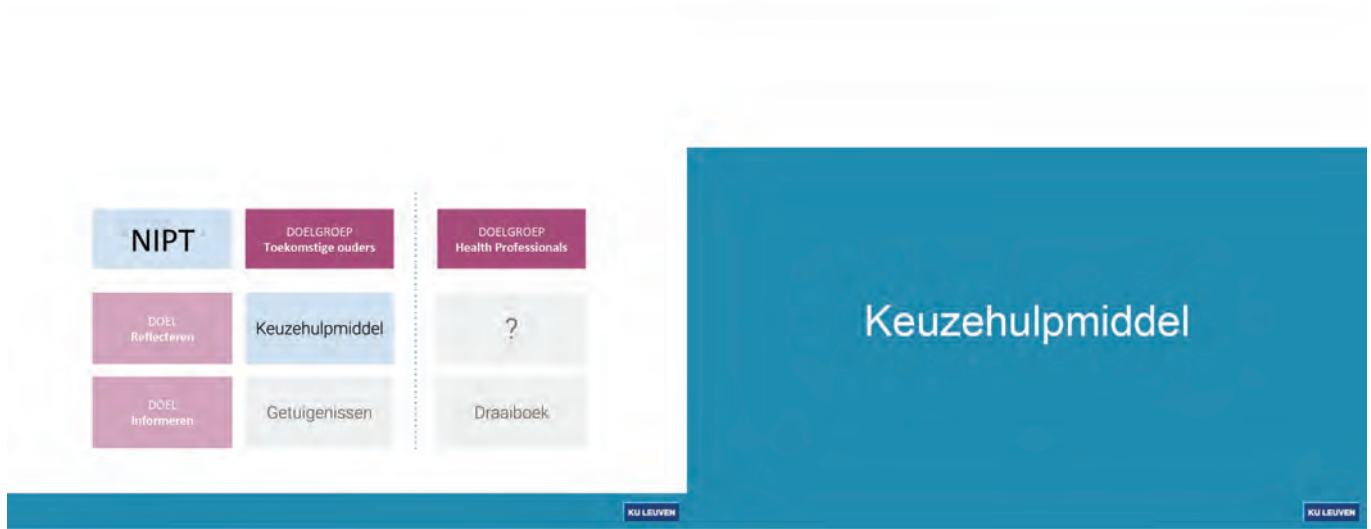 NIPT
DOELGROEP
Toekomstige ouders
DOELGROEP
Health Professionals
DOEL
Reflecteren
Keuzehulpmiddel
?
DOEL
Informeren
Getuigenissen
Draaiboek
KU LEUVEN
Keuzehulpmiddel
KU LEUVEN